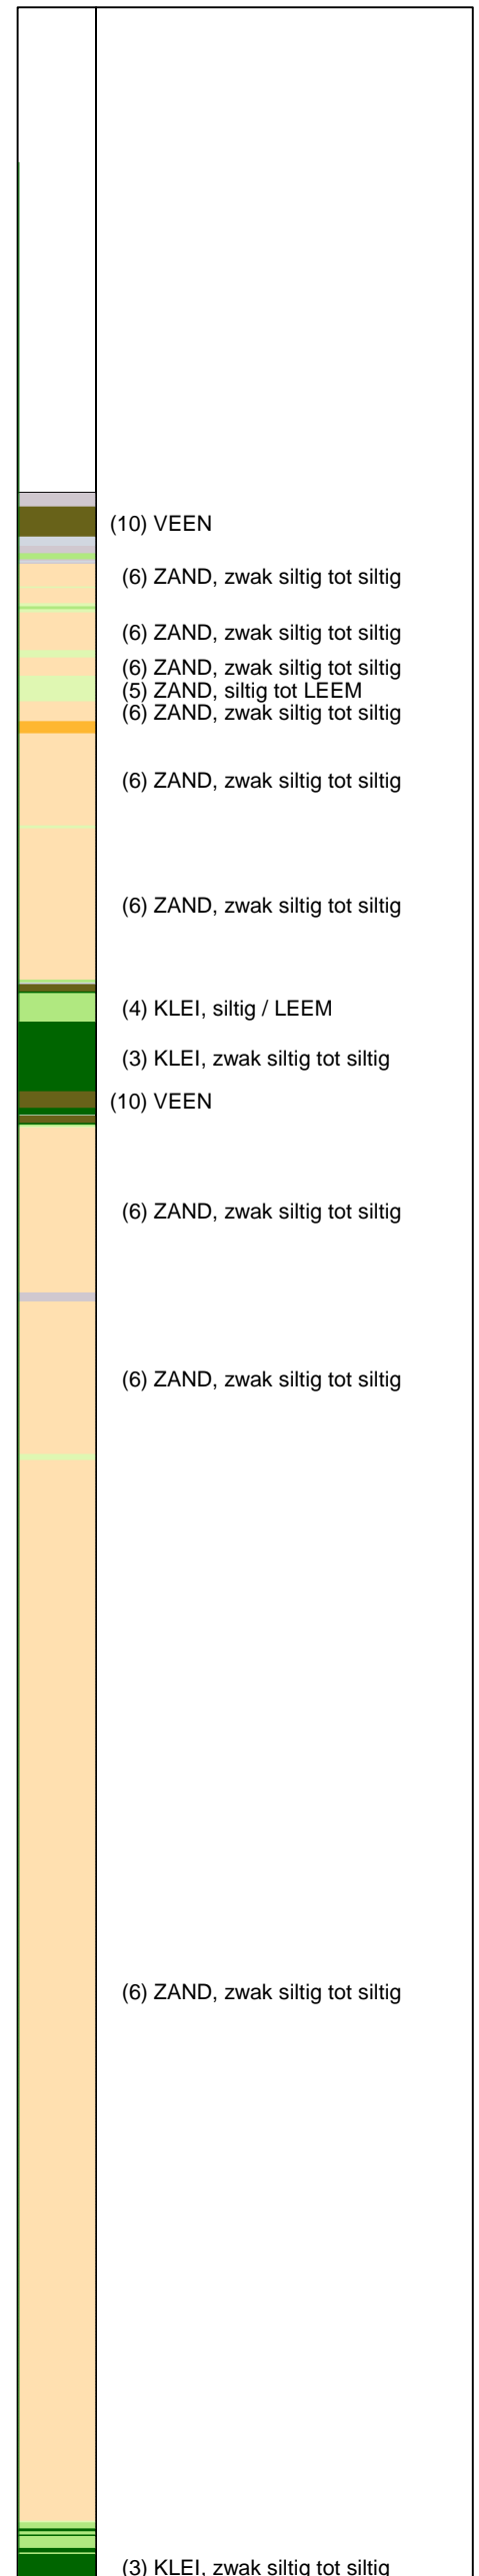 (10) VEEN
(6) ZAND, zwak siltig tot siltig
(6) ZAND, zwak siltig tot siltig
(6) ZAND, zwak siltig tot siltig
(5) ZAND, siltig tot LEEM
(6) ZAND, zwak siltig tot siltig
(6) ZAND, zwak siltig tot siltig
(6) ZAND, zwak siltig tot siltig
(4) KLEI, siltig / LEEM
(3) KLEI, zwak siltig tot siltig
(10) VEEN
(6) ZAND, zwak siltig tot siltig
(6) ZAND, zwak siltig tot siltig
(6) ZAND, zwak siltig tot siltig
(3) KLEI, zwak siltig tot siltig